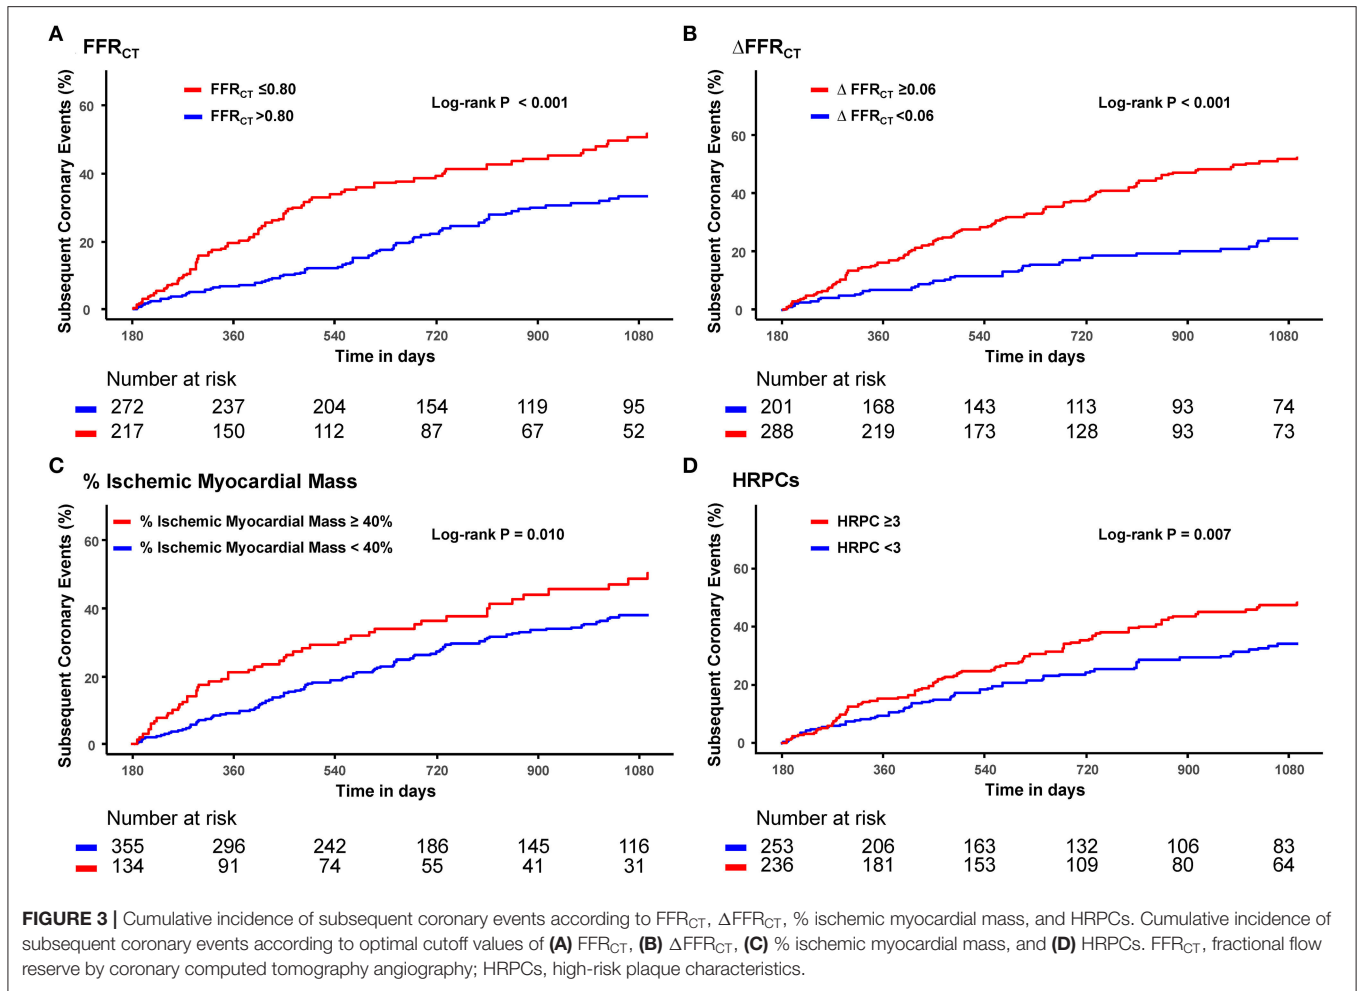 A
FFRCT
Subsequent Coronary Events (%)
FFRCT ≤0.80
FFRCT >0.80
Log-rank P < 0.001
60
40
20
0
180 360 540 720 900 1080
Time in days
Number at risk
272 237 204 154 119 95
217 150 112 87 67 52
B
ΔFFRCT
Subsequent Coronary Events (%)
Δ FFRCT ≥0.06
Δ FFRCT <0.06
Log-rank P < 0.001
60
40
20
0
180 360 540 720 900 1080
Time in days
Number at risk
201 168 143 113 93 74
288 219 173 128 93 73
C
% Ischemic Myocardial Mass
Subsequent Coronary Events (%)
% Ischemic Myocardial Mass ≥ 40%
% Ischemic Myocardial Mass < 40%
Log-rank P = 0.010
60
40
20
0
180 360 540 720 900 1080
Time in days
Number at risk
355 296 242 186 145 116
134 91 74 55 41 31
D
HRPCs
Subsequent Coronary Events (%)
HRPC ≥3
HRPC <3
Log-rank P = 0.007
60
40
20
0
180 360 540 720 900 1080
Time in days
Number at risk
253 206 163 132 106 83
236 181 153 109 80 64
FIGURE 3 | Cumulative incidence of subsequent coronary events according to FFRCT, ΔFFRCT, % ischemic myocardial mass, and HRPCs. Cumulative incidence of
subsequent coronary events according to optimal cutoff values of (A) FFRCT, (B) ΔFFRCT, (C) % ischemic myocardial mass, and (D) HRPCs. FFRCT, fractional flow
reserve by coronary computed tomography angiography; HRPCs, high-risk plaque characteristics.